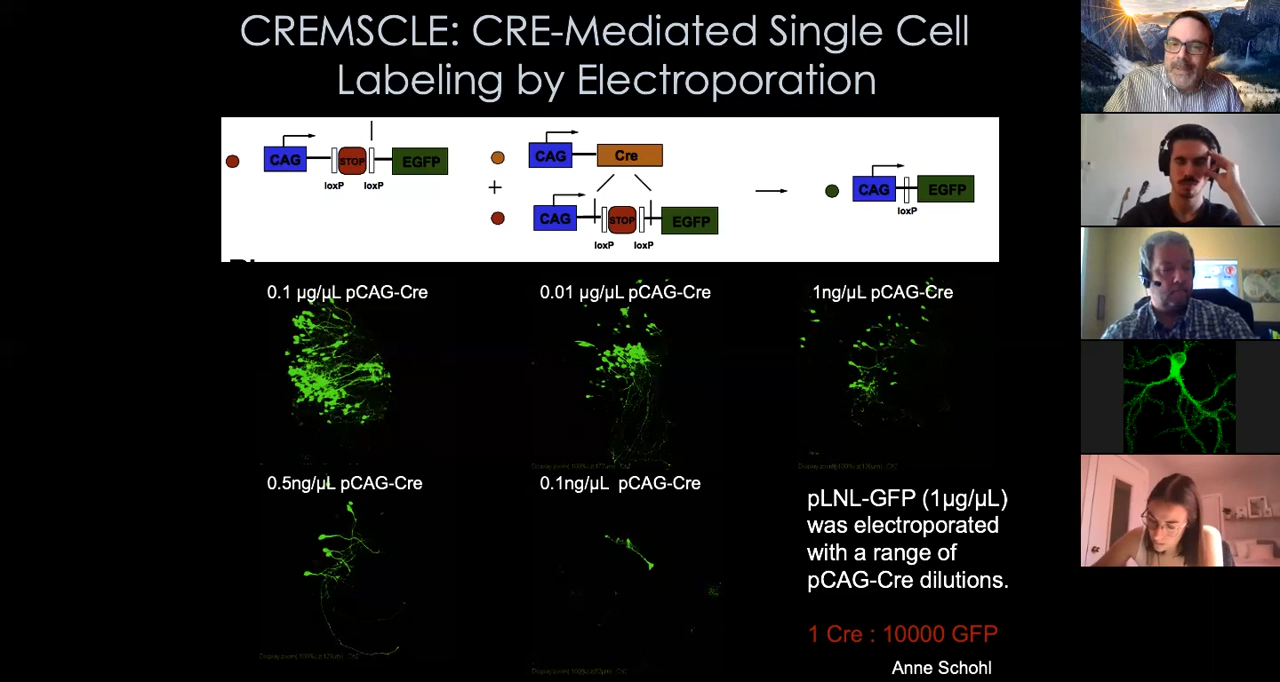 CREMSCLE: CRE-Mediated Single Cell
Labeling by Electroporation
CAG STOP EGFP
loxP loxP
CAG Cre
+
CAG STOP EGFP
loxP loxP
CAG EGFP
loxP
0.1 µg/µL pCAG-Cre
0.01 µg/µL pCAG-Cre
1ng/µL pCAG-Cre
0.5ng/µL pCAG-Cre
0.1ng/µL pCAG-Cre
pLNL-GFP (1µg/µL)
was electroporated
with a range of
pCAG-Cre dilutions.
1 Cre : 10000 GFP
Anne Schohl